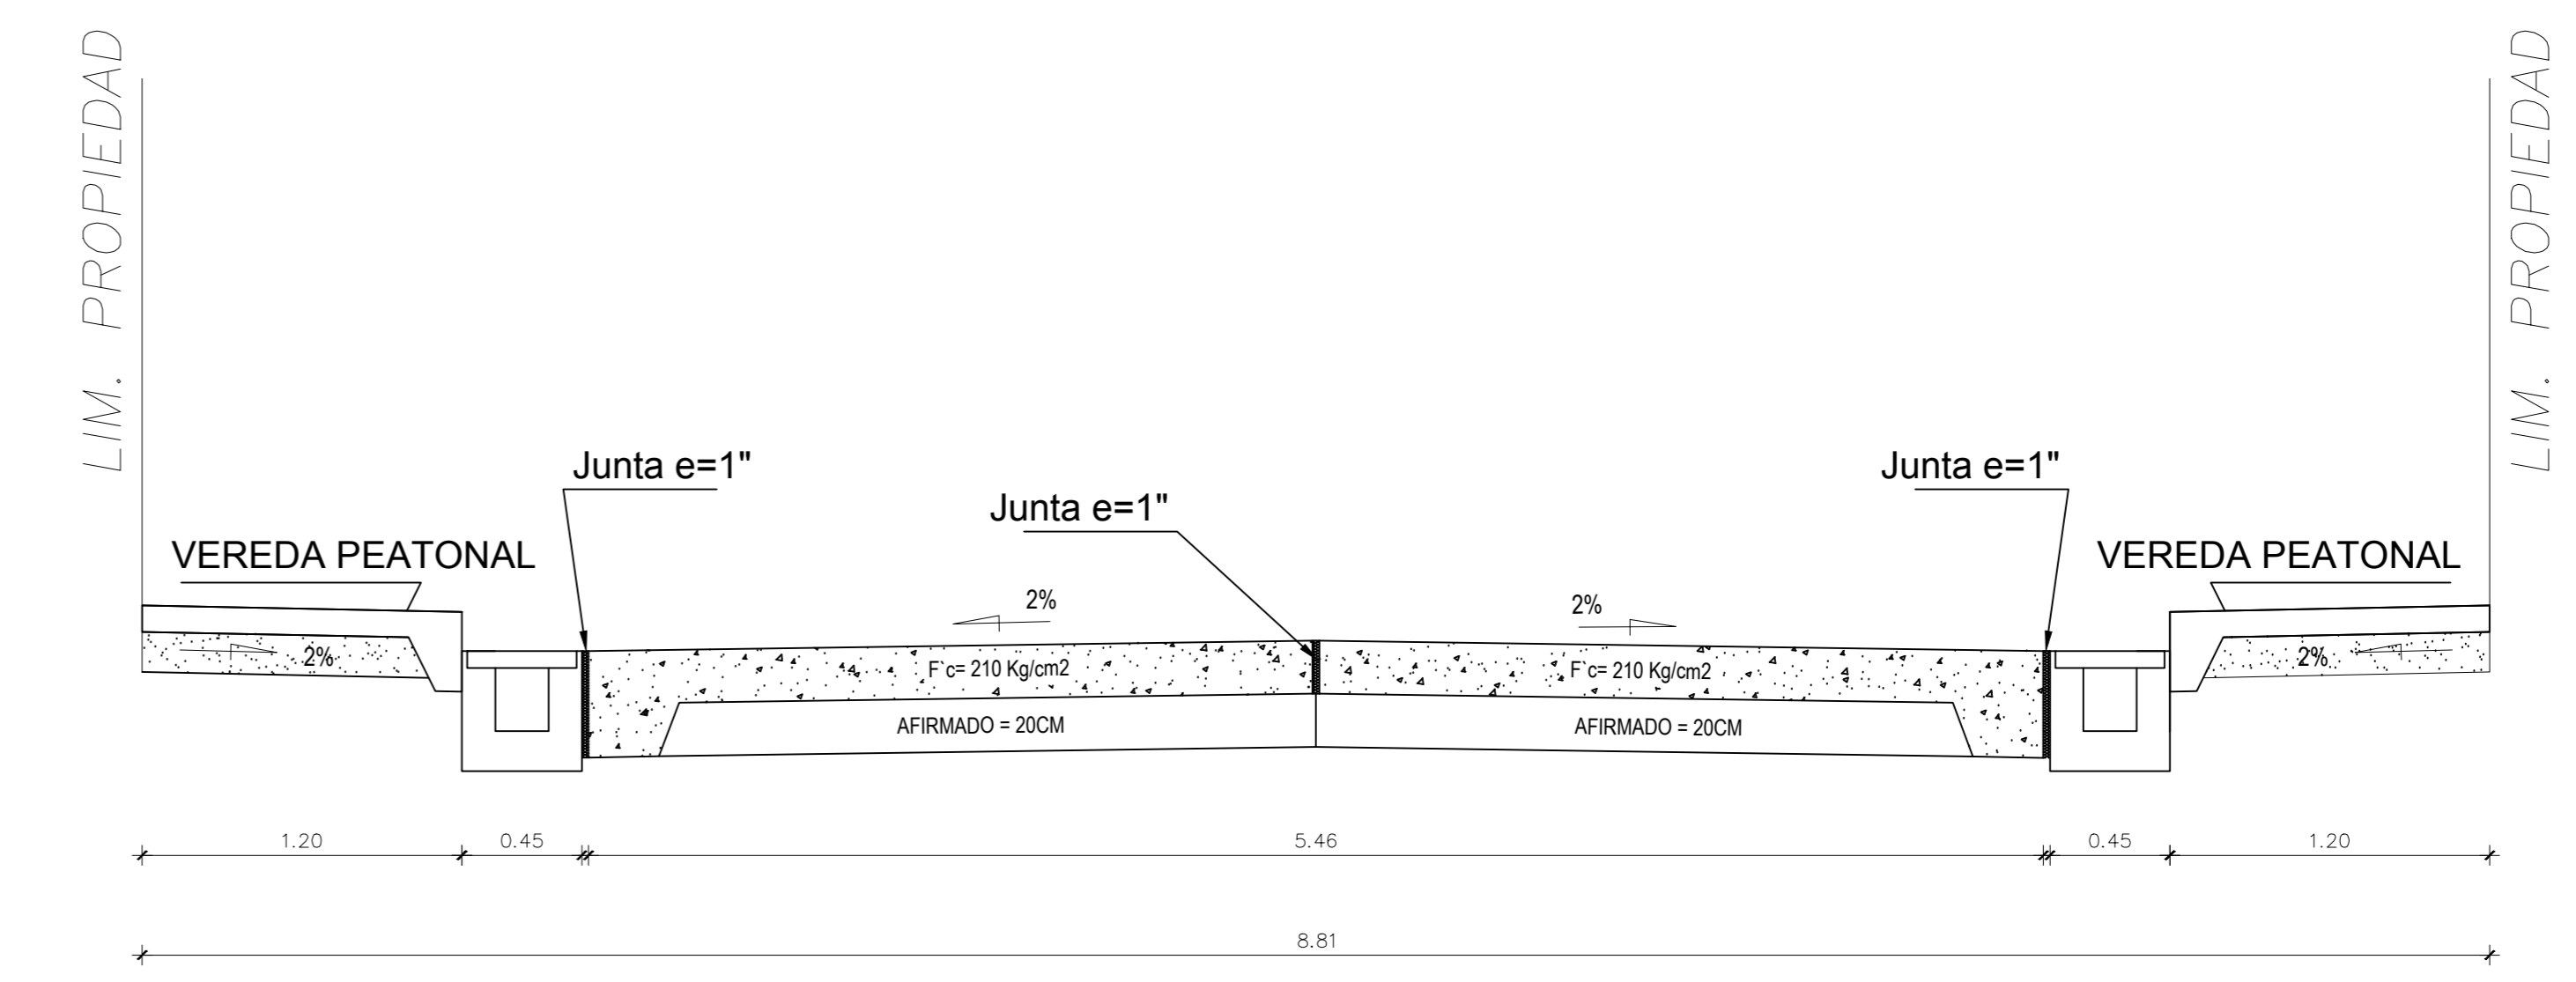 LIM. PROPIEDAD
LIM. PROPIEDAD
Junta e=1"
Junta e=1"
Junta e=1"
VEREDA PEATONAL
VEREDA PEATONAL
2%
2%
2%
2%
F`c= 210 Kg/cm2
F`c= 210 Kg/cm2
AFIRMADO = 20CM
AFIRMADO = 20CM
1.20
0.45
5.46
0.45
1.20
8.81